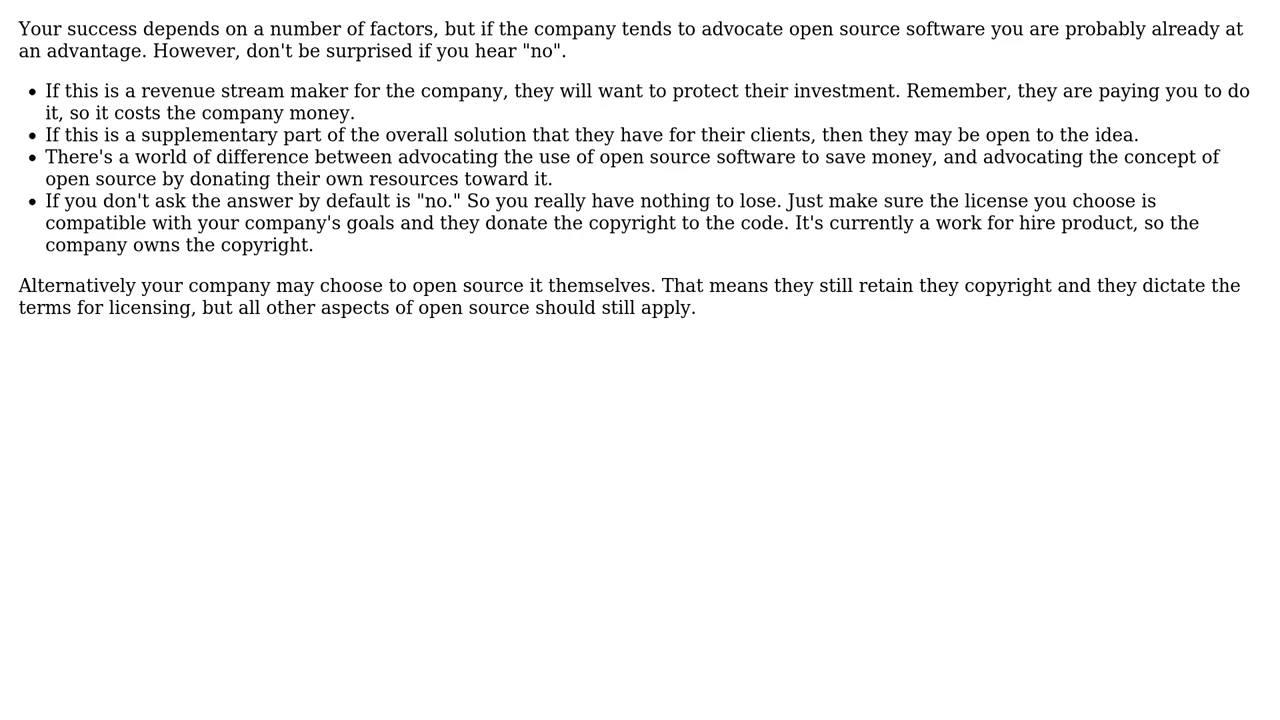 Your success depends on a number of factors, but if the company tends to advocate open source software you are probably already at
an advantage. However, don't be surprised if you hear "no".
• If this is a revenue stream maker for the company, they will want to protect their investment. Remember, they are paying you to do
it, so it costs the company money.
• If this is a supplementary part of the overall solution that they have for their clients, then they may be open to the idea.
• There's a world of difference between advocating the use of open source software to save money, and advocating the concept of
open source by donating their own resources toward it.
• If you don't ask the answer by default is "no." So you really have nothing to lose. Just make sure the license you choose is
compatible with your company's goals and they donate the copyright to the code. It's currently a work for hire product, so the
company owns the copyright.
Alternatively your company may choose to open source it themselves. That means they still retain they copyright and they dictate the
terms for licensing, but all other aspects of open source should still apply.